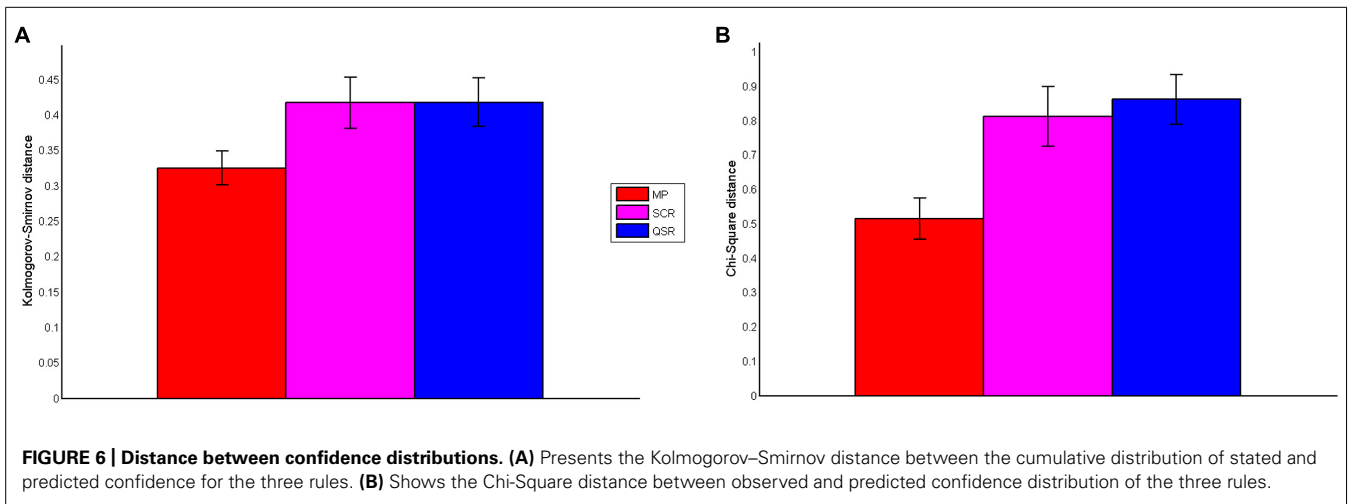 A
Kolmogorov-Smirnov distance
0.45
0.4
0.35
0.3
0.25
0.2
0.15
0.1
0.05
0
MP
SCR
QSR
B
Chi-Square distance
1
0.9
0.8
0.7
0.6
0.5
0.4
0.3
0.2
0.1
0
FIGURE 6 | Distance between confidence distributions. (A) Presents the Kolmogorov–Smirnov distance between the cumulative distribution of stated and
predicted confidence for the three rules. (B) Shows the Chi-Square distance between observed and predicted confidence distribution of the three rules.